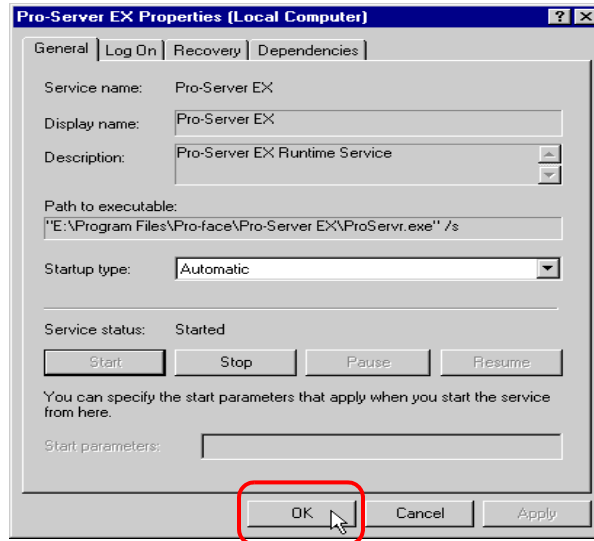 Pro-Server EX Properties (Local Computer)
General Log On Recovery Dependencies
Service name: Pro-Server EX
Display name: Pro-Server EX
Description: Pro-Server EX Runtime Service
Path to executable:
"E:\Program Files\Pro-face\Pro-Server EX\ProServr.exe" /s
Startup type: Automatic
Service status: Started
Start Stop Pause Resume
You can specify the start parameters that apply when you start the service
from here.
Start parameters:
OK Cancel Apply